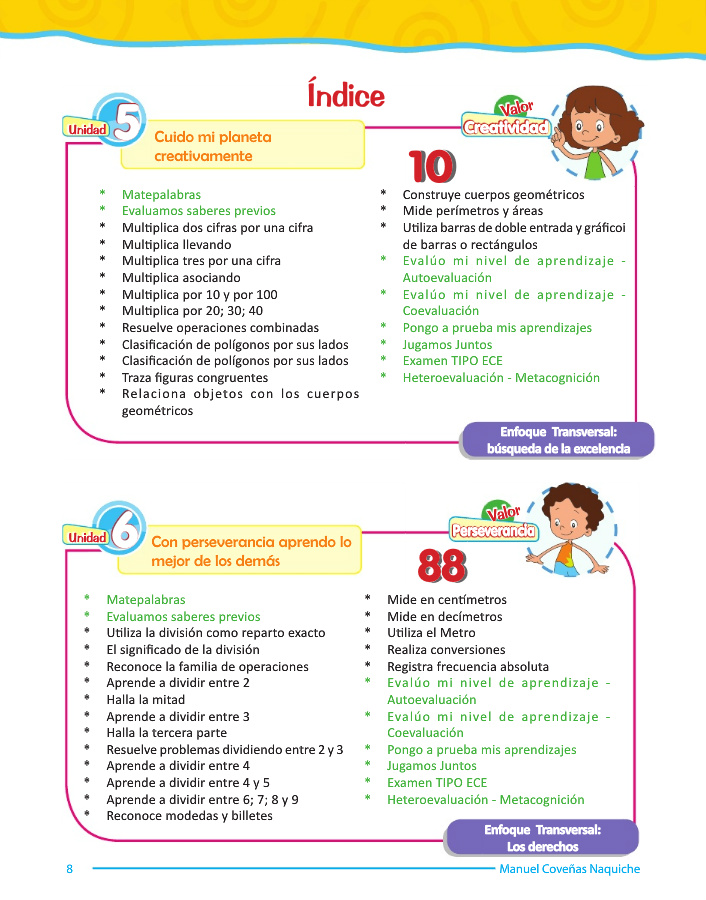 Índice
Unidad 5
Cuido mi planeta
creativamente
Valor
Creatividad
10
* Matepalabras
* Evaluamos saberes previos
* Multiplica dos cifras por una cifra
* Multiplica llevando
* Multiplica tres por una cifra
* Multiplica asociando
* Multiplica por 10 y por 100
* Multiplica por 20; 30; 40
* Resuelve operaciones combinadas
* Clasificación de polígonos por sus lados
* Clasificación de polígonos por sus lados
* Traza figuras congruentes
* Relaciona objetos con los cuerpos
geométricos
* Construye cuerpos geométricos
* Mide perímetros y áreas
* Utiliza barras de doble entrada y gráficoi
de barras o rectángulos
* Evalúo mi nivel de aprendizaje -
Autoevaluación
* Evalúo mi nivel de aprendizaje -
Coevaluación
* Pongo a prueba mis aprendizajes
* Jugamos Juntos
* Examen TIPO ECE
* Heteroevaluación - Metacognición
Enfoque Transversal:
búsqueda de la excelencia
Unidad 6
Con perseverancia aprendo lo
mejor de los demás
Valor
Perseverancia
88
* Matepalabras
* Evaluamos saberes previos
* Utiliza la división como reparto exacto
* El significado de la división
* Reconoce la familia de operaciones
* Aprende a dividir entre 2
* Halla la mitad
* Aprende a dividir entre 3
* Halla la tercera parte
* Resuelve problemas dividiendo entre 2 y 3
* Aprende a dividir entre 4
* Aprende a dividir entre 4 y 5
* Aprende a dividir entre 6; 7; 8 y 9
* Reconoce modedas y billetes
* Mide en centímetros
* Mide en decímetros
* Utiliza el Metro
* Realiza conversiones
* Registra frecuencia absoluta
* Evalúo mi nivel de aprendizaje -
Autoevaluación
* Evalúo mi nivel de aprendizaje -
Coevaluación
* Pongo a prueba mis aprendizajes
* Jugamos Juntos
* Examen TIPO ECE
* Heteroevaluación - Metacognición
Enfoque Transversal:
Los derechos
8
Manuel Coveñas Naquiche